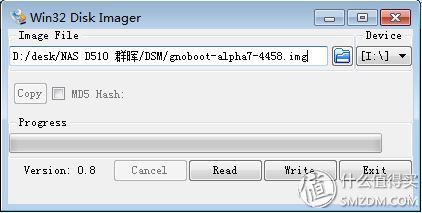 Win32 Disk Imager
Image File
Device
D:/desk/NAS D510 群晖/DSM/gnoboot-alpha7-4458.img
[I:\]
Copy
MD5 Hash:
Progress
Version: 0.8
Cancel
Read
Write
Exit
值 什么值得买
SMZDM.COM